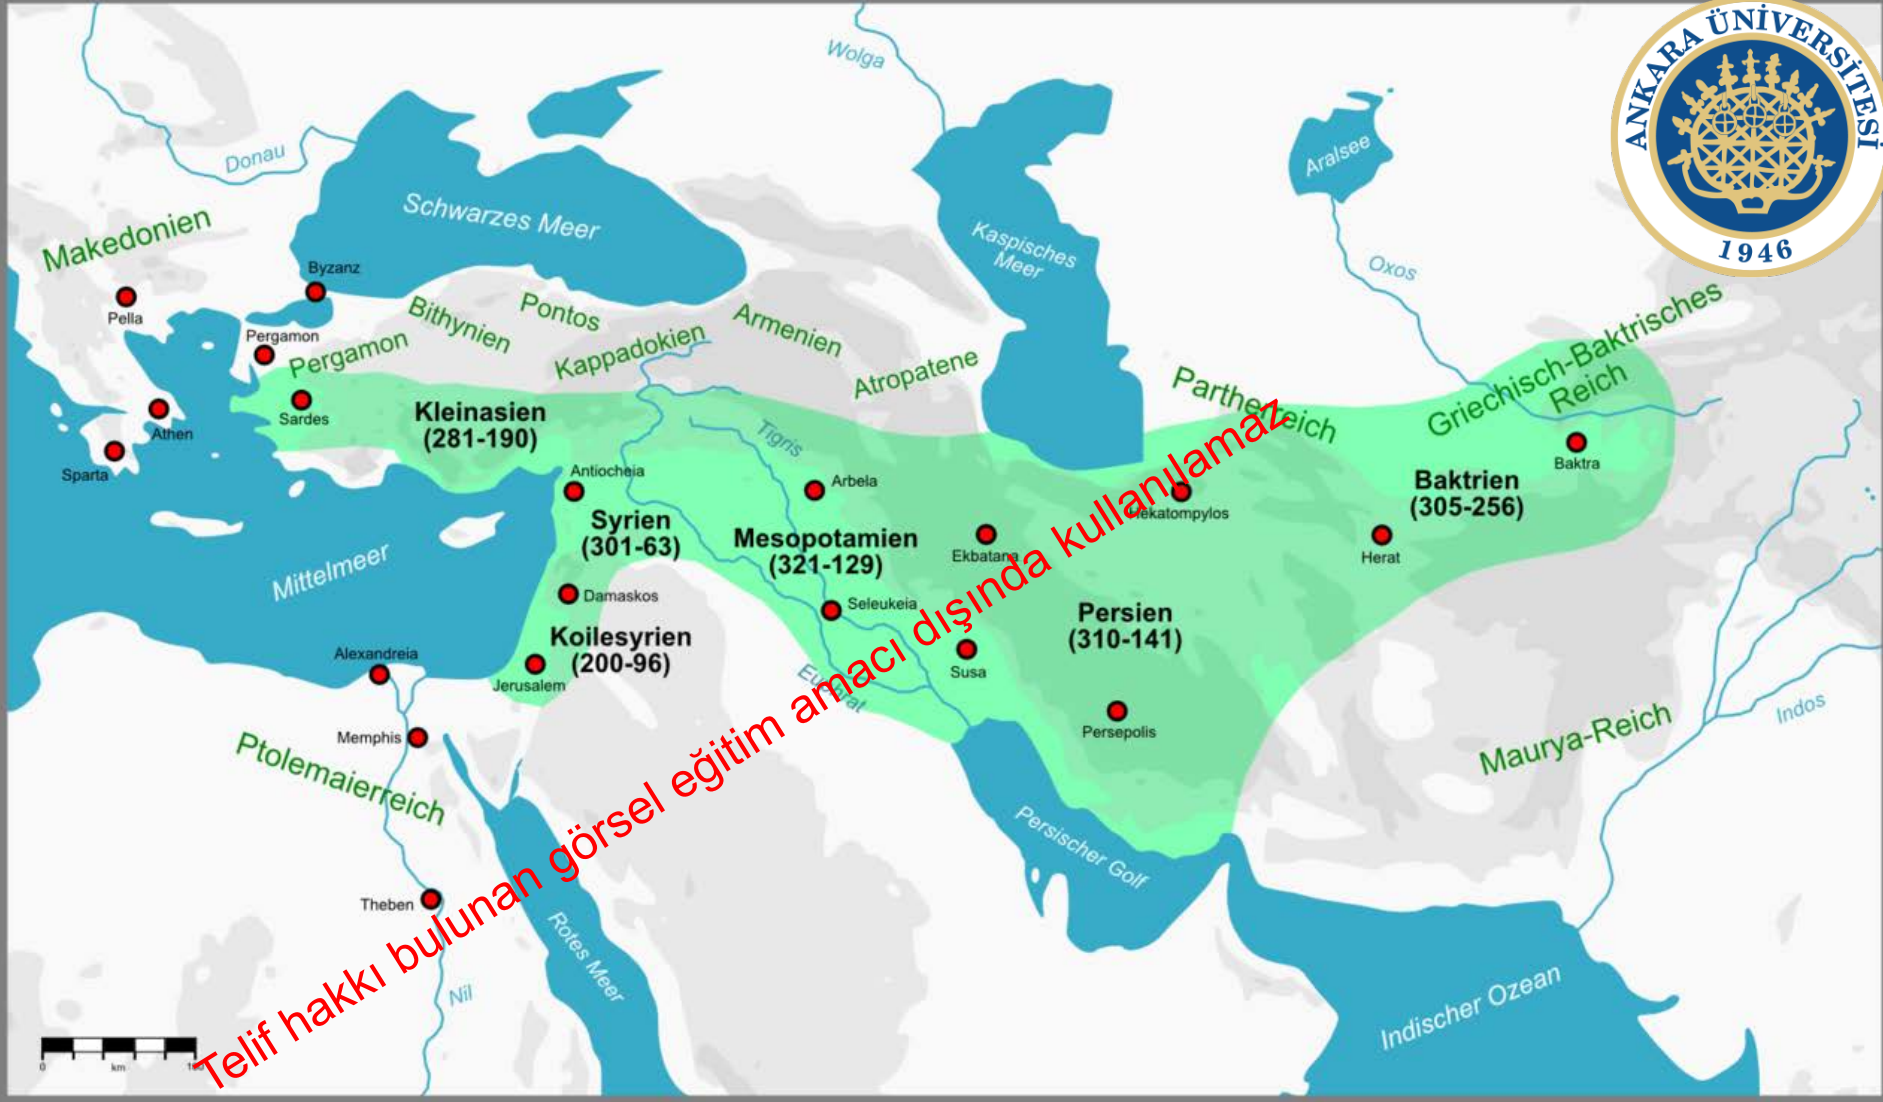 ANKARA ÜNİVERSİTESİ
1946
Wolga
Donau
Aralsee
Schwarzes Meer
Kaspisches
Meer
Makedonien
Oxos
Byzanz
Pella
Bithynien
Pontos
Armenien
Griechisch-Baktrisches
Reich
Pergamon
Pergamon
Kappadokien
Atropatene
Partherreich
Sardes
Kleinasien
(281-190)
Athen
Sparta
Tigris
Antiocheia
Arbela
Baktra
Baktrien
(305-256)
Hekatompylos
Syrien
(301-63)
Mesopotamien
(321-129)
Ekbatana
Herat
Mittelmeer
Damaskos
Seleukeia
Persien
(310-141)
Koilesyrien
(200-96)
Alexandreia
Jerusalem
Susa
Euphrat
Indos
Memphis
Persepolis
Maurya-Reich
Ptolemaierreich
Persischer Golf
Theben
Rotes Meer
Nil
Indischer Ozean
0
km
Telif hakkı bulunan görsel eğitim amacı dışında kullanılamaz